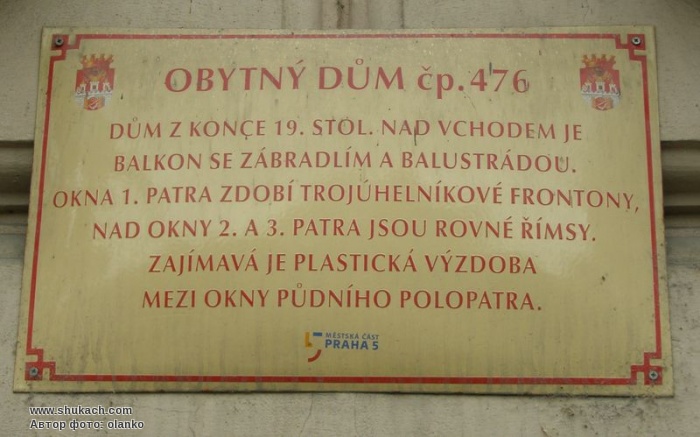 OBYTNÝ DŮM čp. 476
DŮM Z KONCE 19. STOL. NAD VCHODEM JE
BALKON SE ZÁBRADLÍM A BALUSTRÁDOU.
OKNA 1. PATRA ZDOBÍ TROJÚHELNÍKOVÉ FRONTONY,
NAD OKNY 2. A 3. PATRA JSOU ROVNÉ ŘÍMSY.
ZAJÍMAVÁ JE PLASTICKÁ VÝZDOBA
MEZI OKNY PŮDNÍHO POLOPATRA.
MĚSTSKÁ ČÁST
PRAHA 5
www.shukach.com
Автор фото: olanko